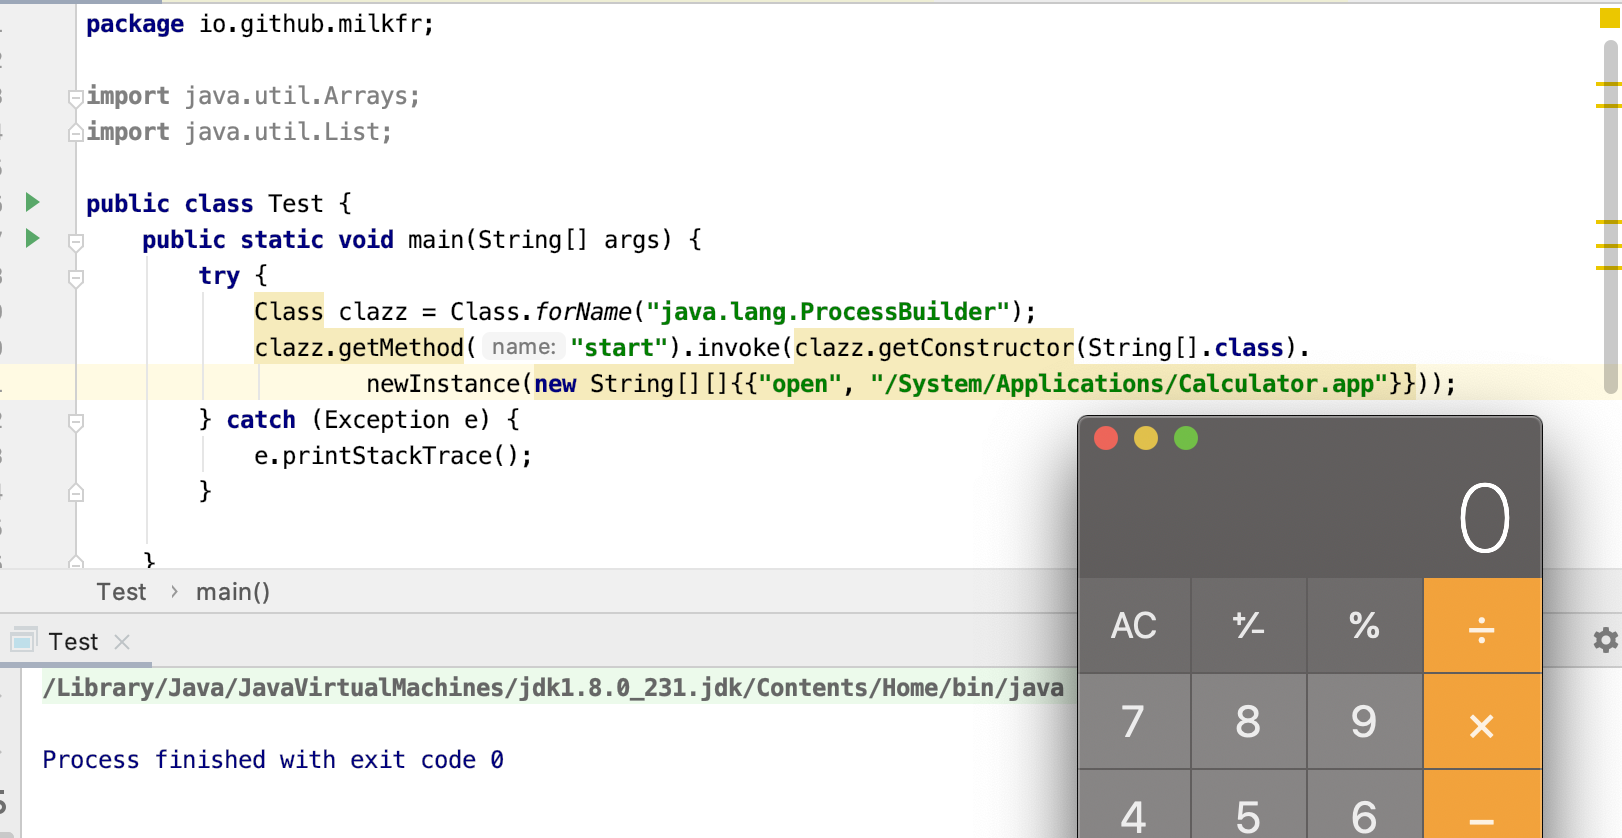 package io.github.milkfr;
import java.util.Arrays;
import java.util.List;
public class Test {
public static void main(String[] args) {
try {
Class clazz = Class.forName("java.lang.ProcessBuilder");
clazz.getMethod( name: "start").invoke(clazz.getConstructor(String[].class).
newInstance(new String[][]{{"open", "/System/Applications/Calculator.app"}}));
} catch (Exception e) {
e.printStackTrace();
}
}
Test › main()
Test
/Library/Java/JavaVirtualMachines/jdk1.8.0_231.jdk/Contents/Home/bin/java
Process finished with exit code 0
0
AC +/- % ÷
7 8 9 ×
4 5 6 −